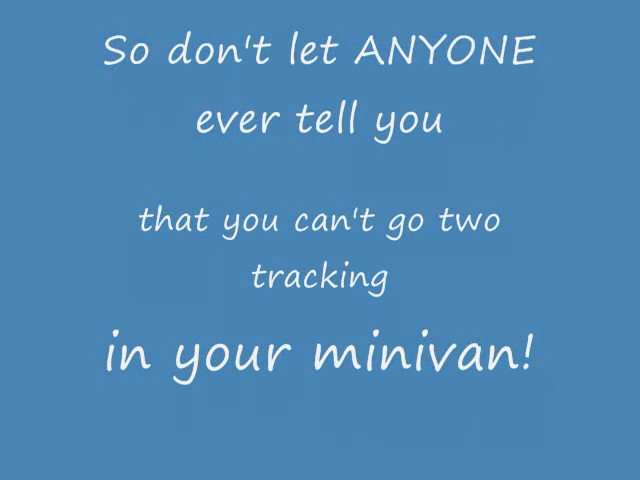 So don't let ANYONE
ever tell you
that you can't go two
tracking
in your minivan!